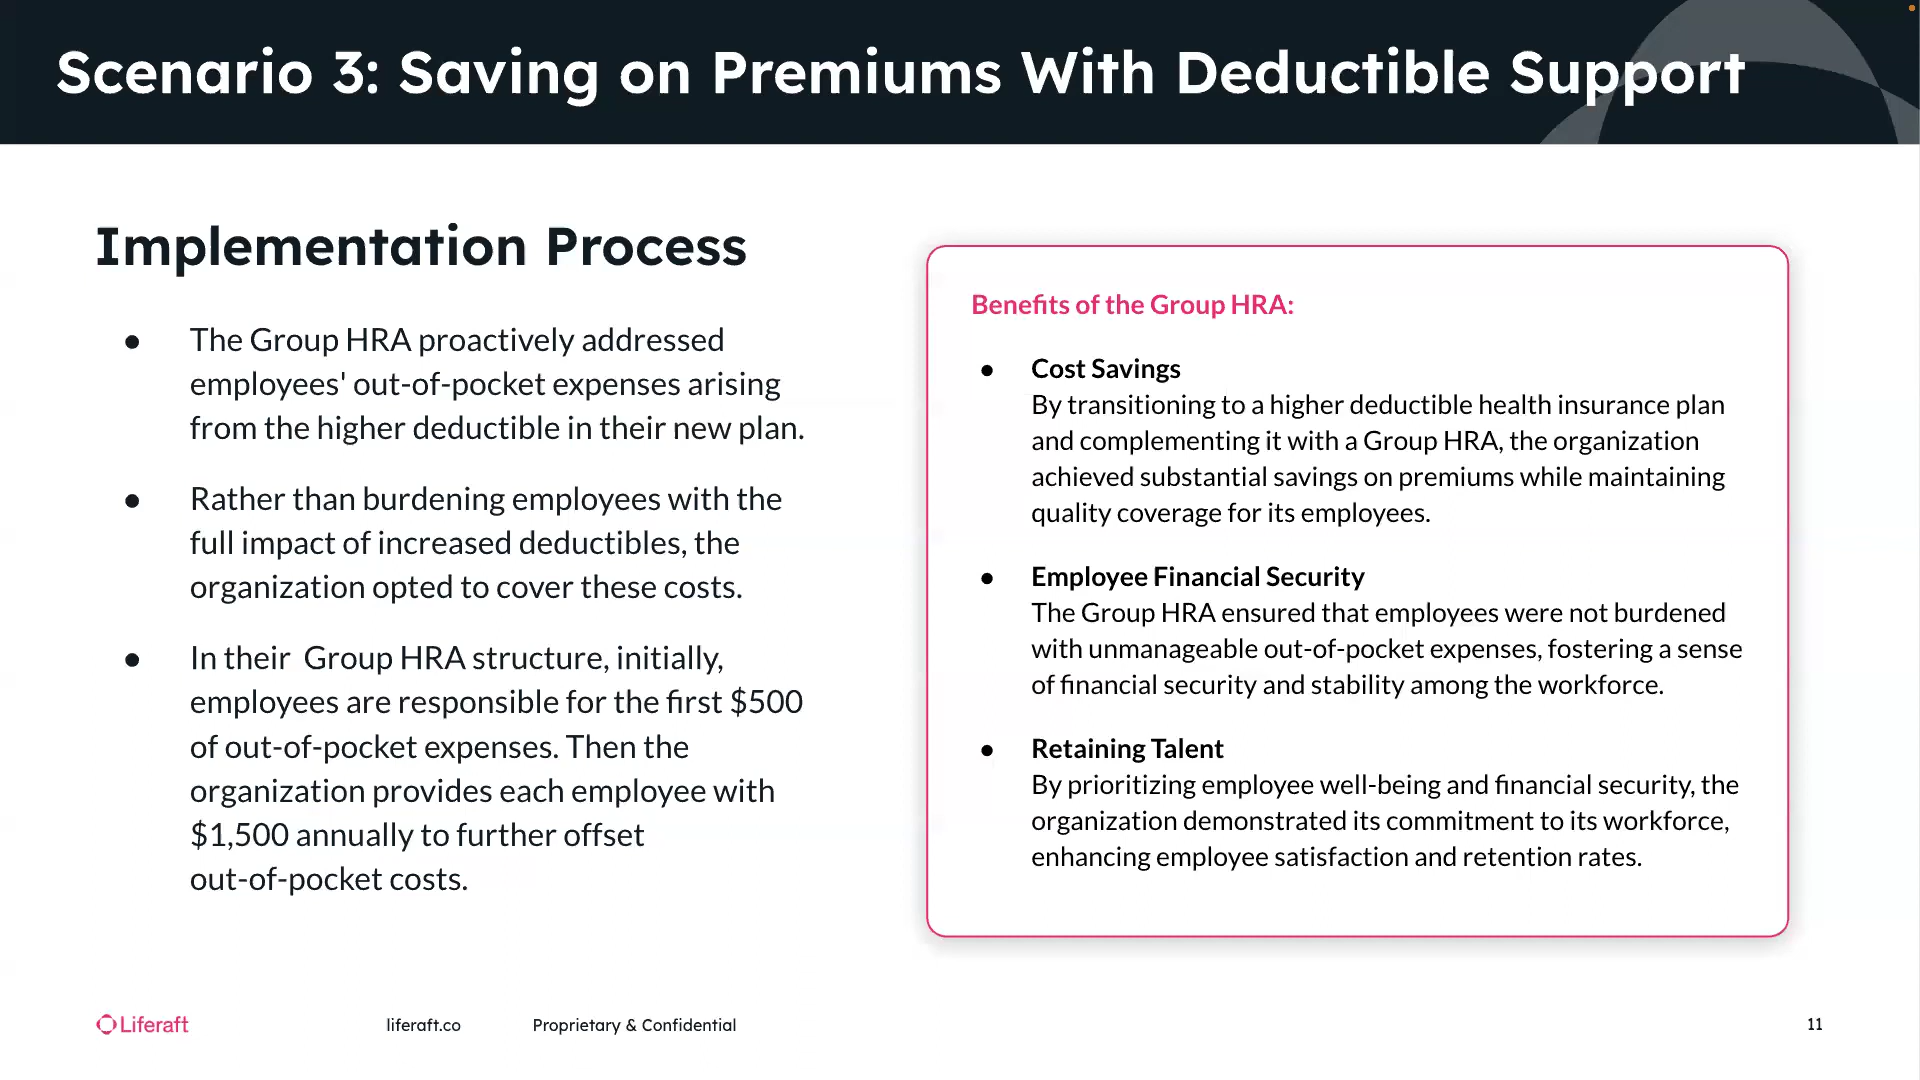 Scenario 3: Saving on Premiums With Deductible Support
Implementation Process
● The Group HRA proactively addressed
employees' out-of-pocket expenses arising
from the higher deductible in their new plan.
● Rather than burdening employees with the
full impact of increased deductibles, the
organization opted to cover these costs.
● In their  Group HRA structure, initially,
employees are responsible for the first $500
of out-of-pocket expenses. Then the
organization provides each employee with
$1,500 annually to further offset
out-of-pocket costs.
Benefits of the Group HRA:
● Cost Savings
By transitioning to a higher deductible health insurance plan
and complementing it with a Group HRA, the organization
achieved substantial savings on premiums while maintaining
quality coverage for its employees.
● Employee Financial Security
The Group HRA ensured that employees were not burdened
with unmanageable out-of-pocket expenses, fostering a sense
of financial security and stability among the workforce.
● Retaining Talent
By prioritizing employee well-being and financial security, the
organization demonstrated its commitment to its workforce,
enhancing employee satisfaction and retention rates.
Liferaft
liferaft.co
Proprietary & Confidential
11